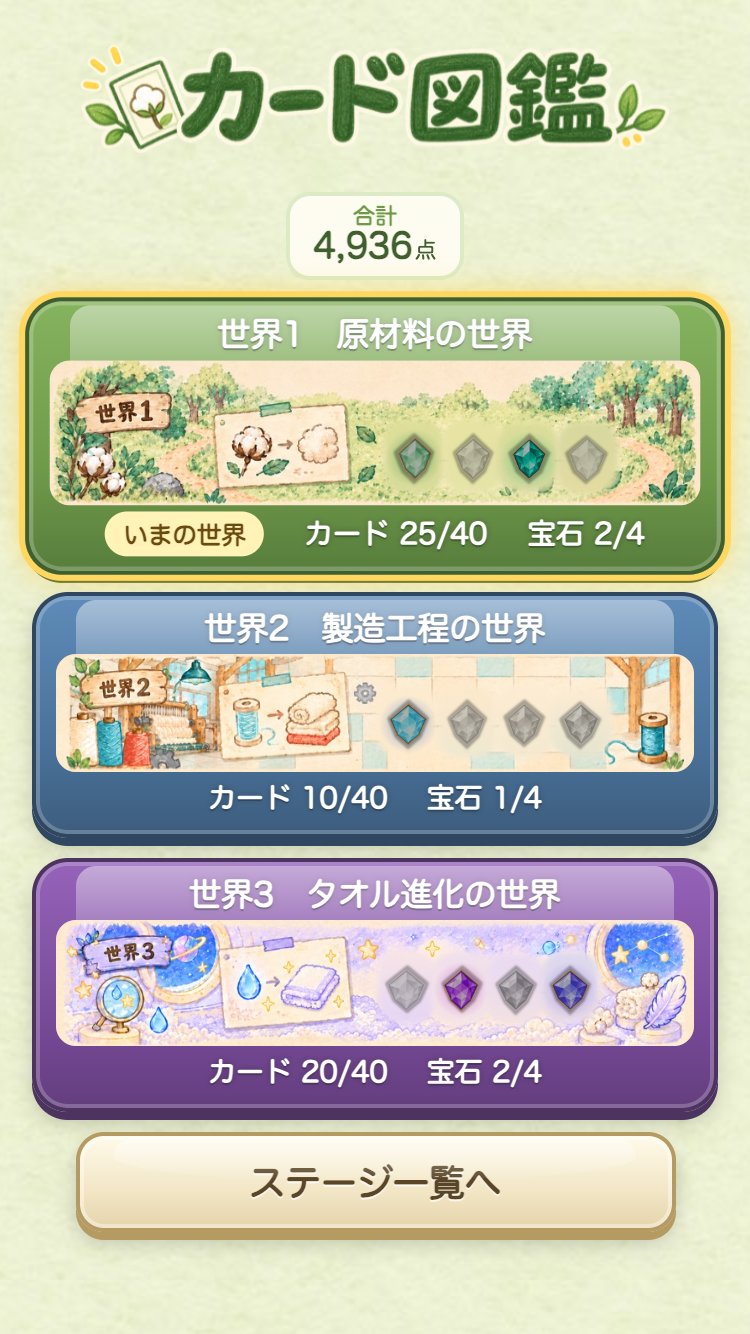 カード図鑑
合計
4,936点
世界1 原材料の世界
世界1
いまの世界 カード 25/40 宝石 2/4
世界2 製造工程の世界
世界2
カード 10/40 宝石 1/4
世界3 タオル進化の世界
世界3
カード 20/40 宝石 2/4
ステージ一覧へ